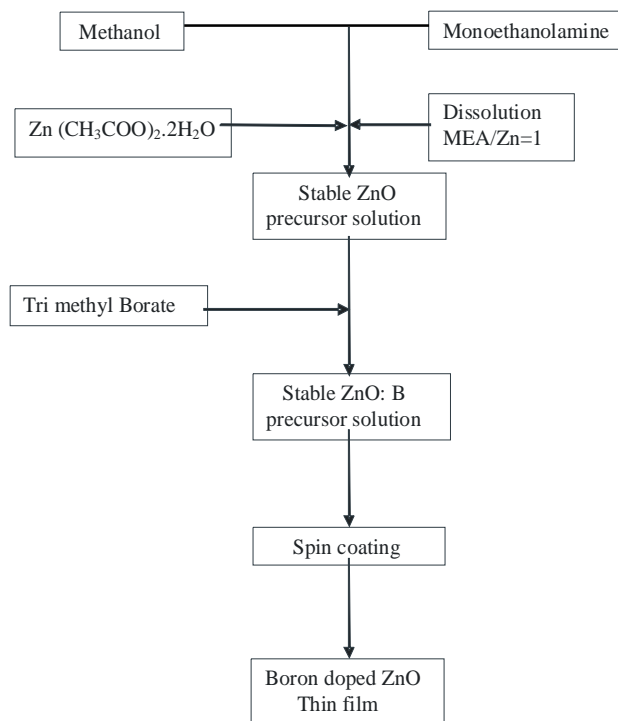 Methanol
Monoethanolamine
Zn (CH₃COO)₂.2H₂O
Dissolution
MEA/Zn=1
Stable ZnO
precursor solution
Tri methyl Borate
Stable ZnO: B
precursor solution
Spin coating
Boron doped ZnO
Thin film